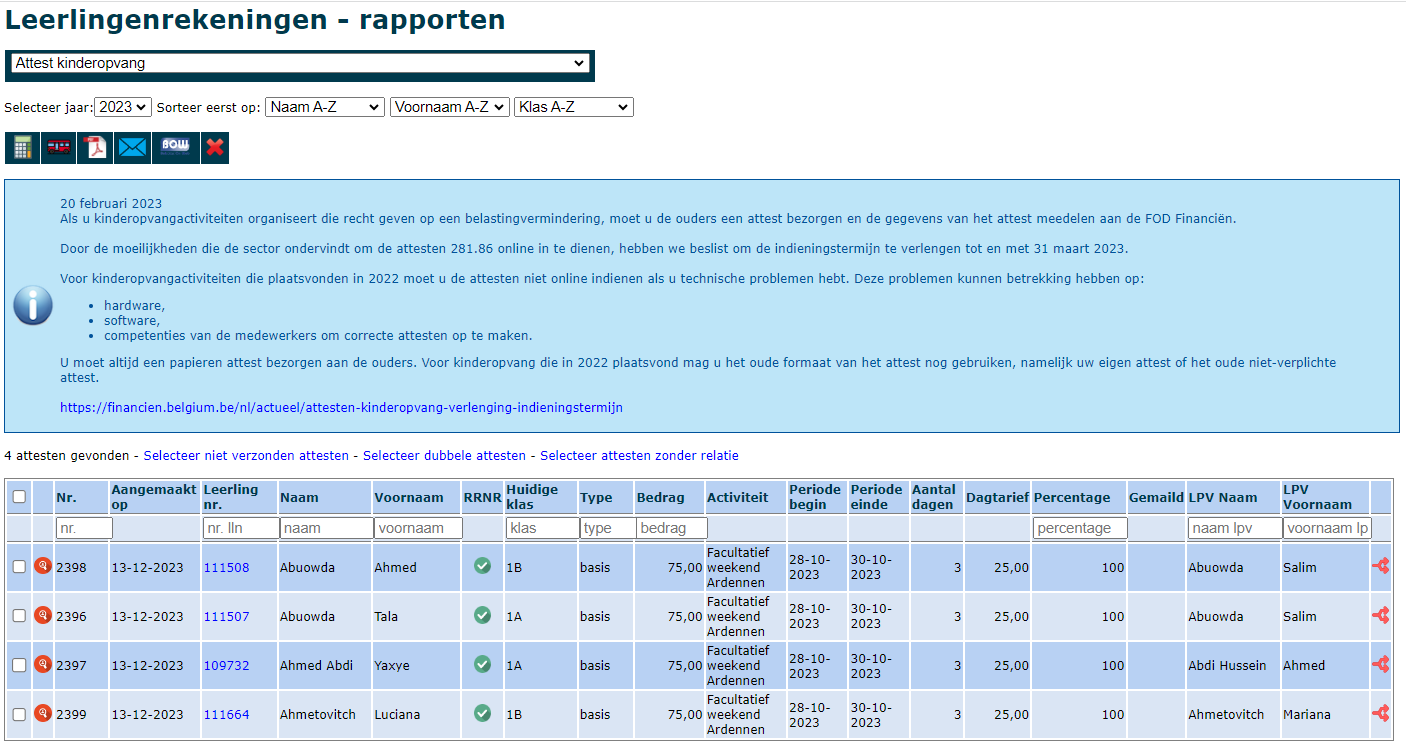 Leerlingenrekeningen - rapporten
Attest kinderopvang
Selecteer jaar: 2023 Sorteer eerst op: Naam A-Z Voornaam A-Z Klas A-Z
BOW
20 februari 2023
Als u kinderopvangactiviteiten organiseert die recht geven op een belastingvermindering, moet u de ouders een attest bezorgen en de gegevens van het attest meedelen aan de FOD Financiën.
Door de moeilijkheden die de sector ondervindt om de attesten 281.86 online in te dienen, hebben we beslist om de indieningstermijn te verlengen tot en met 31 maart 2023.
Voor kinderopvangactiviteiten die plaatsvonden in 2022 moet u de attesten niet online indienen als u technische problemen hebt. Deze problemen kunnen betrekking hebben op:
• hardware,
• software,
• competenties van de medewerkers om correcte attesten op te maken.
U moet altijd een papieren attest bezorgen aan de ouders. Voor kinderopvang die in 2022 plaatsvond mag u het oude formaat van het attest nog gebruiken, namelijk uw eigen attest of het oude niet-verplichte
attest.
https://financien.belgium.be/nl/actueel/attesten-kinderopvang-verlenging-indieningstermijn
4 attesten gevonden - Selecteer niet verzonden attesten - Selecteer dubbele attesten - Selecteer attesten zonder relatie
Nr. Aangemaakt op Leerling nr. Naam Voornaam RRNR Huidige klas Type Bedrag Activiteit Periode begin Periode einde Aantal dagen Dagtarief Percentage Gemaild LPV Naam LPV Voornaam
nr. nr. lln naam voornaam klas type bedrag percentage naam lpv voornaam lp
2398 13-12-2023 111508 Abuowda Ahmed 1B basis 75,00 Facultatief weekend Ardennen 28-10-2023 30-10-2023 3 25,00 100 Abuowda Salim
2396 13-12-2023 111507 Abuowda Tala 1A basis 75,00 Facultatief weekend Ardennen 28-10-2023 30-10-2023 3 25,00 100 Abuowda Salim
2397 13-12-2023 109732 Ahmed Abdi Yaxye 1A basis 75,00 Facultatief weekend Ardennen 28-10-2023 30-10-2023 3 25,00 100 Abdi Hussein Ahmed
2399 13-12-2023 111664 Ahmetovitch Luciana 1B basis 75,00 Facultatief weekend Ardennen 28-10-2023 30-10-2023 3 25,00 100 Ahmetovitch Mariana